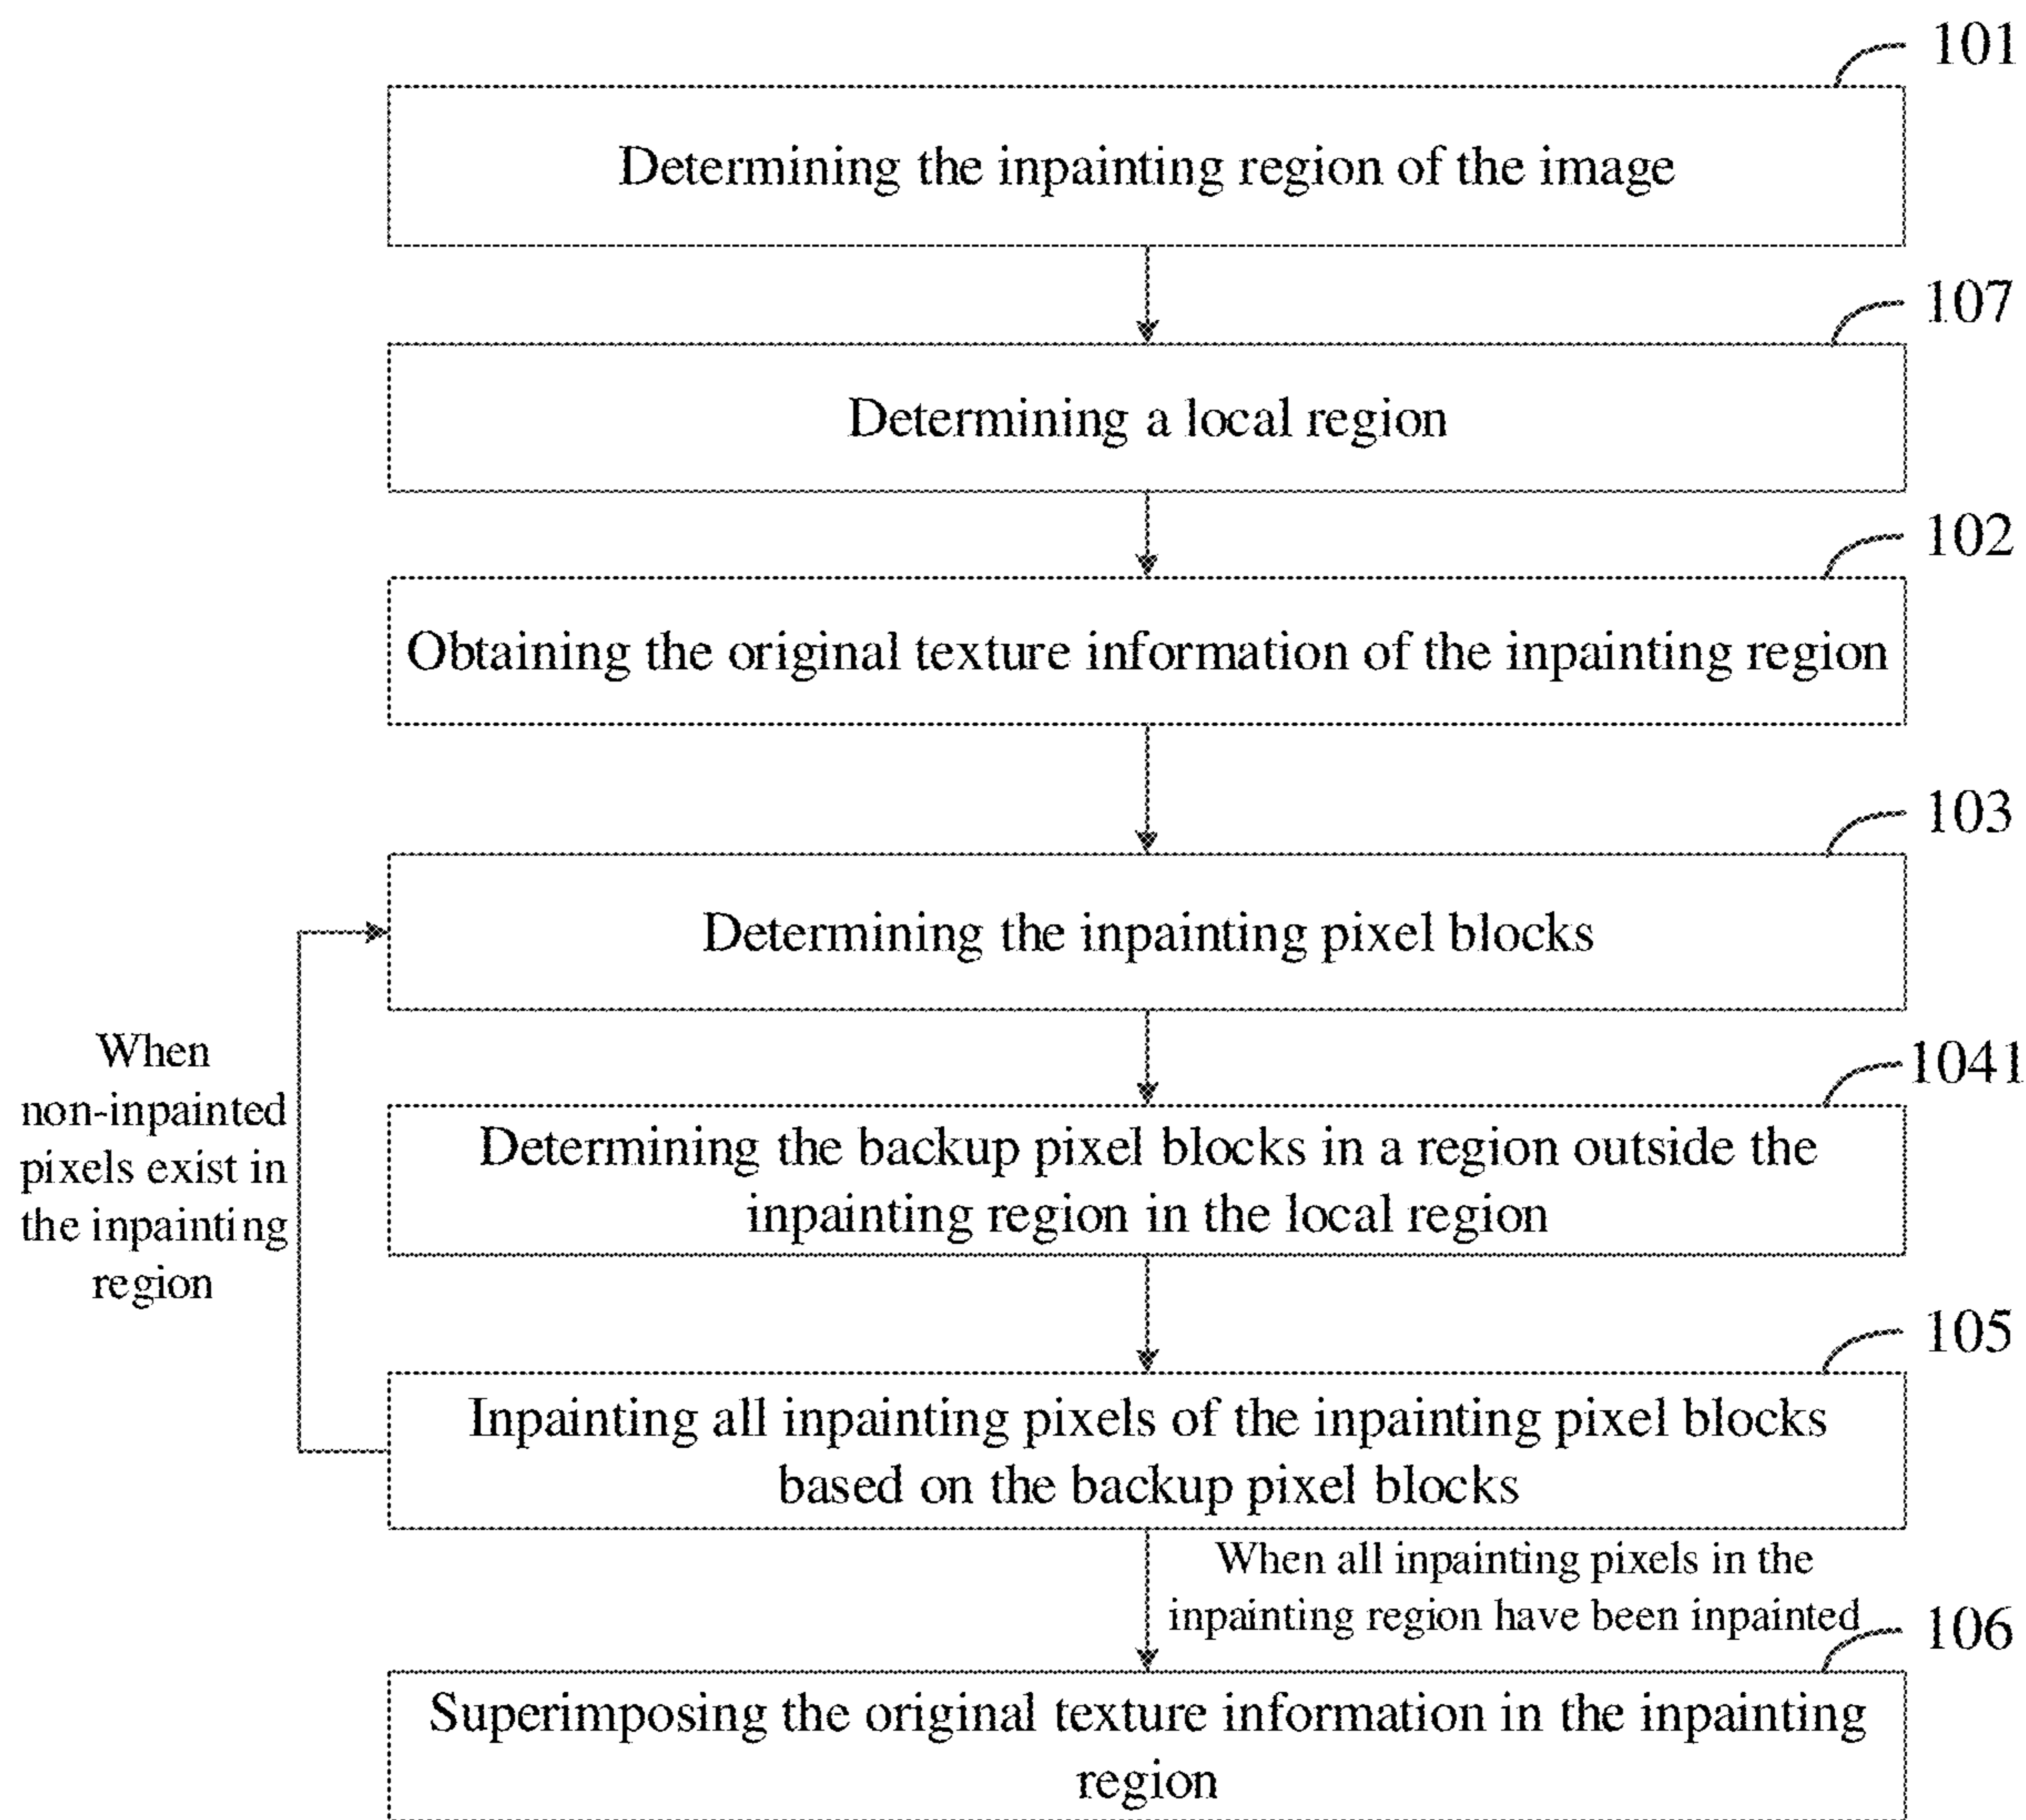 101
Determining the inpainting region of the image
107
Determining a local region
102
Obtaining the original texture information of the inpainting region
103
Determining the inpainting pixel blocks
When
non-inpainted
pixels exist in
the inpainting
region
1041
Determining the backup pixel blocks in a region outside the
inpainting region in the local region
105
Inpainting all inpainting pixels of the inpainting pixel blocks
based on the backup pixel blocks
When all inpainting pixels in the
inpainting region have been inpainted
106
Superimposing the original texture information in the inpainting
region